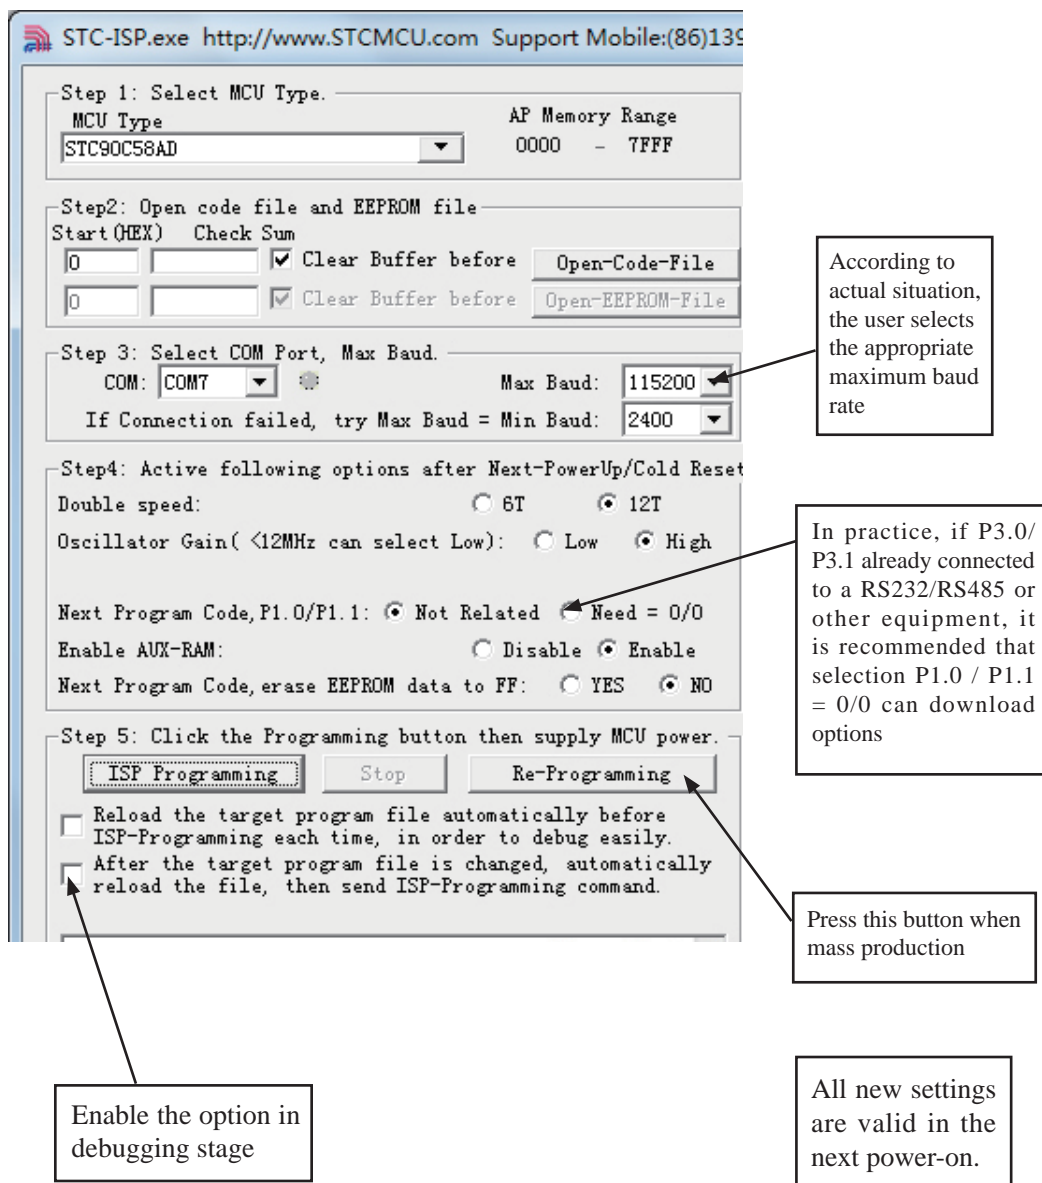 STC-ISP.exe http://www.STCMCU.com Support Mobile:(86)139
Step 1: Select MCU Type.
MCU Type
AP Memory Range
STC90C58AD
0000 - 7FFF
Step2: Open code file and EEPROM file
Start(HEX) Check Sum
0
Clear Buffer before
Open-Code-File
0
Clear Buffer before
Open-EEPROM-File
Step 3: Select COM Port, Max Baud.
COM: COM7
Max Baud: 115200
If Connection failed, try Max Baud = Min Baud: 2400
Step4: Active following options after Next-PowerUp/Cold Reset
Double speed: 6T 12T
Oscillator Gain( <12MHz can select Low): Low High
Next Program Code,P1.0/P1.1: Not Related Need = 0/0
Enable AUX-RAM: Disable Enable
Next Program Code,erase EEPROM data to FF: YES NO
Step 5: Click the Programming button then supply MCU power.
ISP Programming Stop Re-Programming
Reload the target program file automatically before
ISP-Programming each time, in order to debug easily.
After the target program file is changed, automatically
reload the file, then send ISP-Programming command.
According to
actual situation,
the user selects
the appropriate
maximum baud
rate
In practice, if P3.0/
P3.1 already connected
to a RS232/RS485 or
other equipment, it
is recommended that
selection P1.0 / P1.1
= 0/0 can download
options
Press this button when
mass production
Enable the option in
debugging stage
All new settings
are valid in the
next power-on.